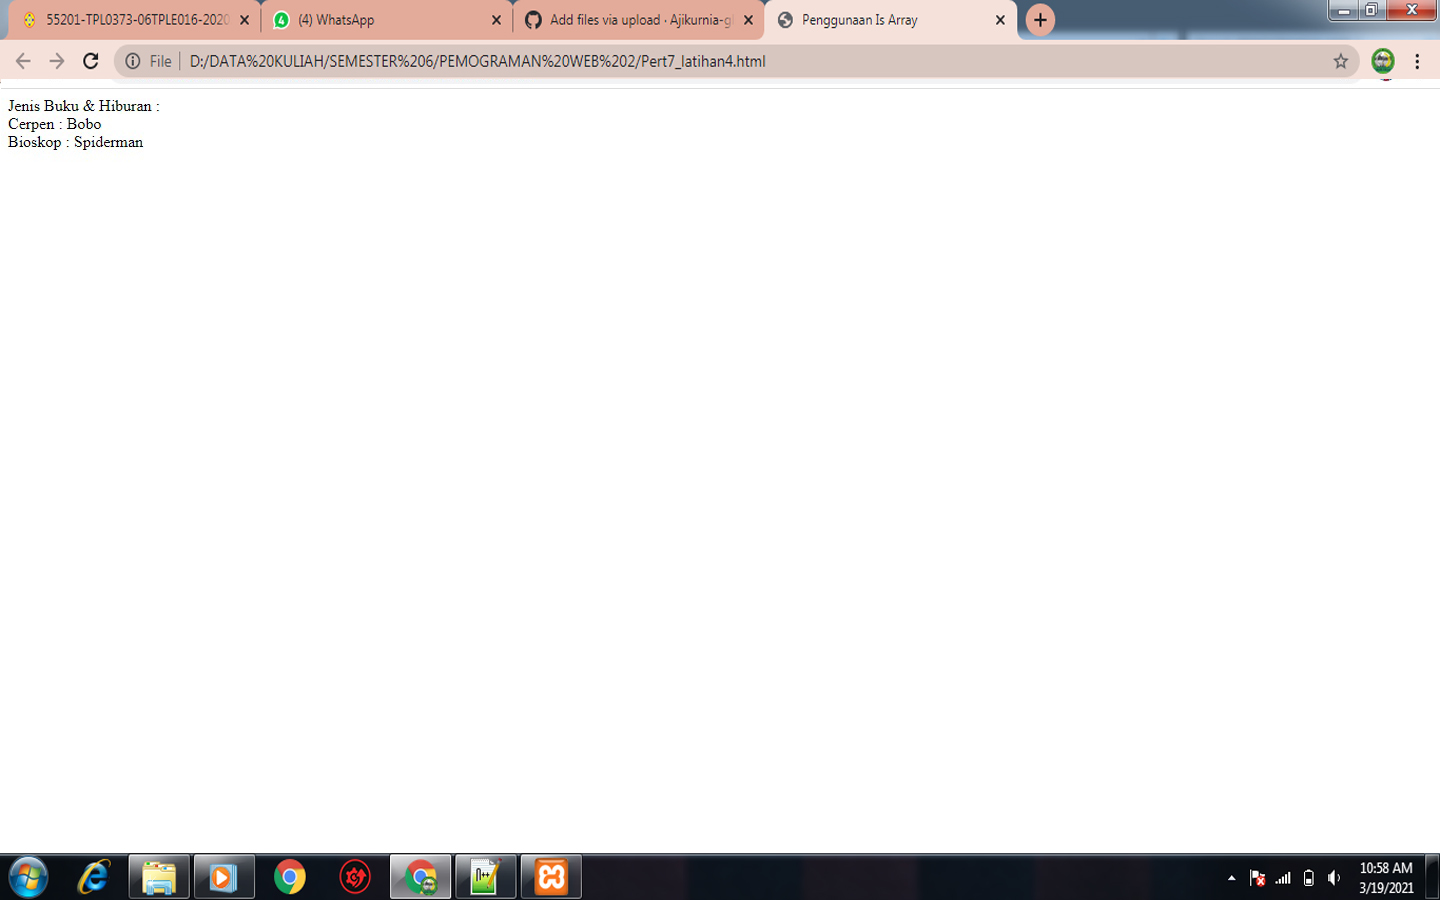 55201-TPL0373-06TPLE016-2020
(4) WhatsApp
Add files via upload · Ajikurnia-gl
Penggunaan Is Array
File
D:/DATA%20KULIAH/SEMESTER%206/PEMOGRAMAN%20WEB%202/Pert7_latihan4.html
Jenis Buku & Hiburan :
Cerpen : Bobo
Bioskop : Spiderman
10:58 AM
3/19/2021